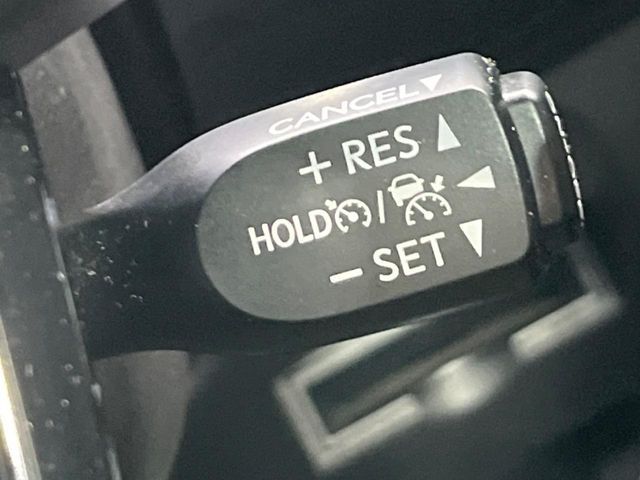 CANCEL
+ RES
HOLD /
− SET